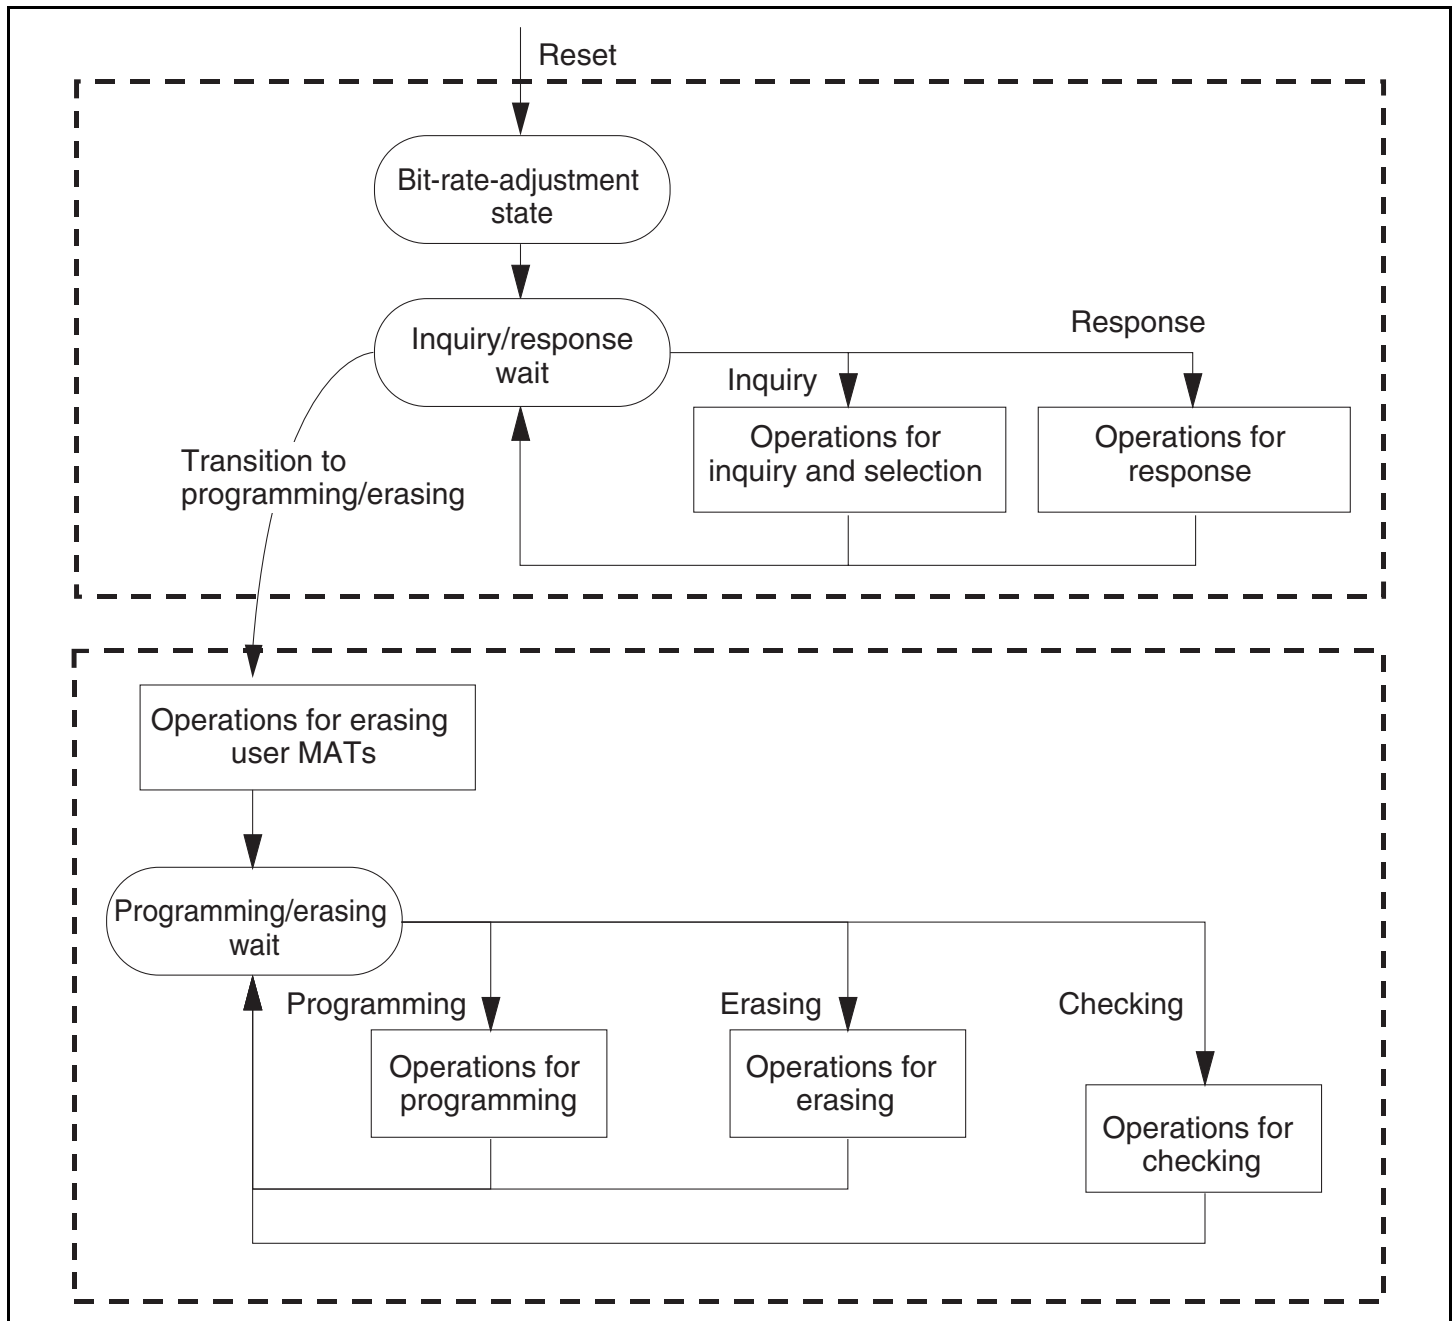 Reset
Bit-rate-adjustment
state
Inquiry/response
wait
Response
Inquiry
Operations for
inquiry and selection
Operations for
response
Transition to
programming/erasing
Operations for erasing
user MATs
Programming/erasing
wait
Programming
Erasing
Checking
Operations for
programming
Operations for
erasing
Operations for
checking